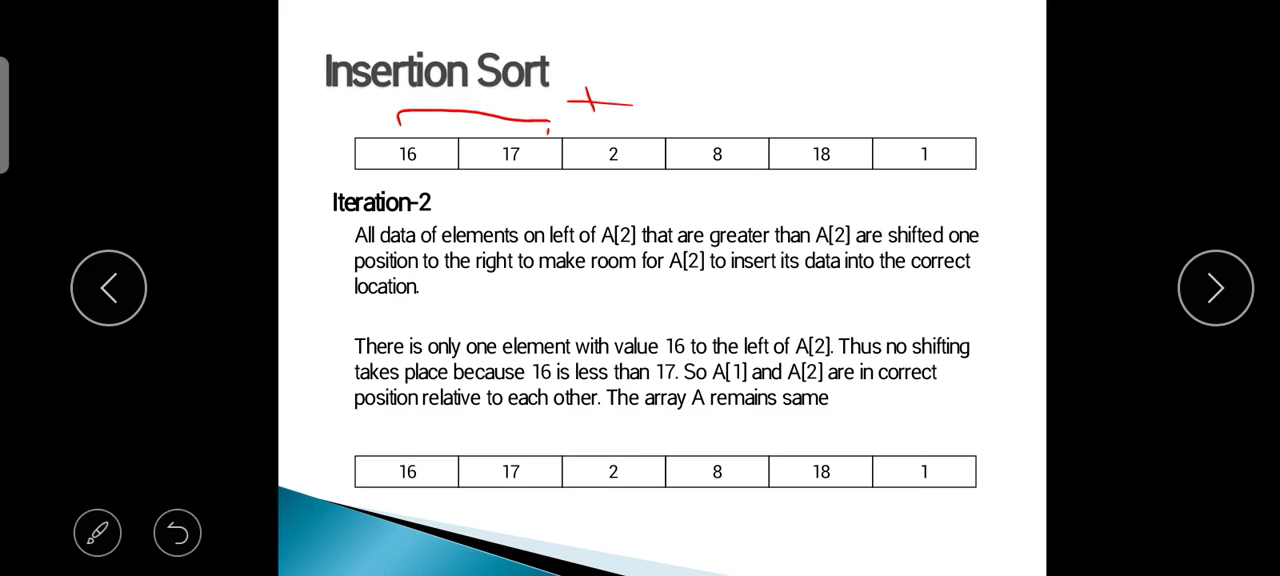 Insertion Sort
16 17 2 8 18 1
Iteration-2
All data of elements on left of A[2] that are greater than A[2] are shifted one
position to the right to make room for A[2] to insert its data into the correct
location.
There is only one element with value 16 to the left of A[2]. Thus no shifting
takes place because 16 is less than 17. So A[1] and A[2] are in correct
position relative to each other. The array A remains same
16 17 2 8 18 1